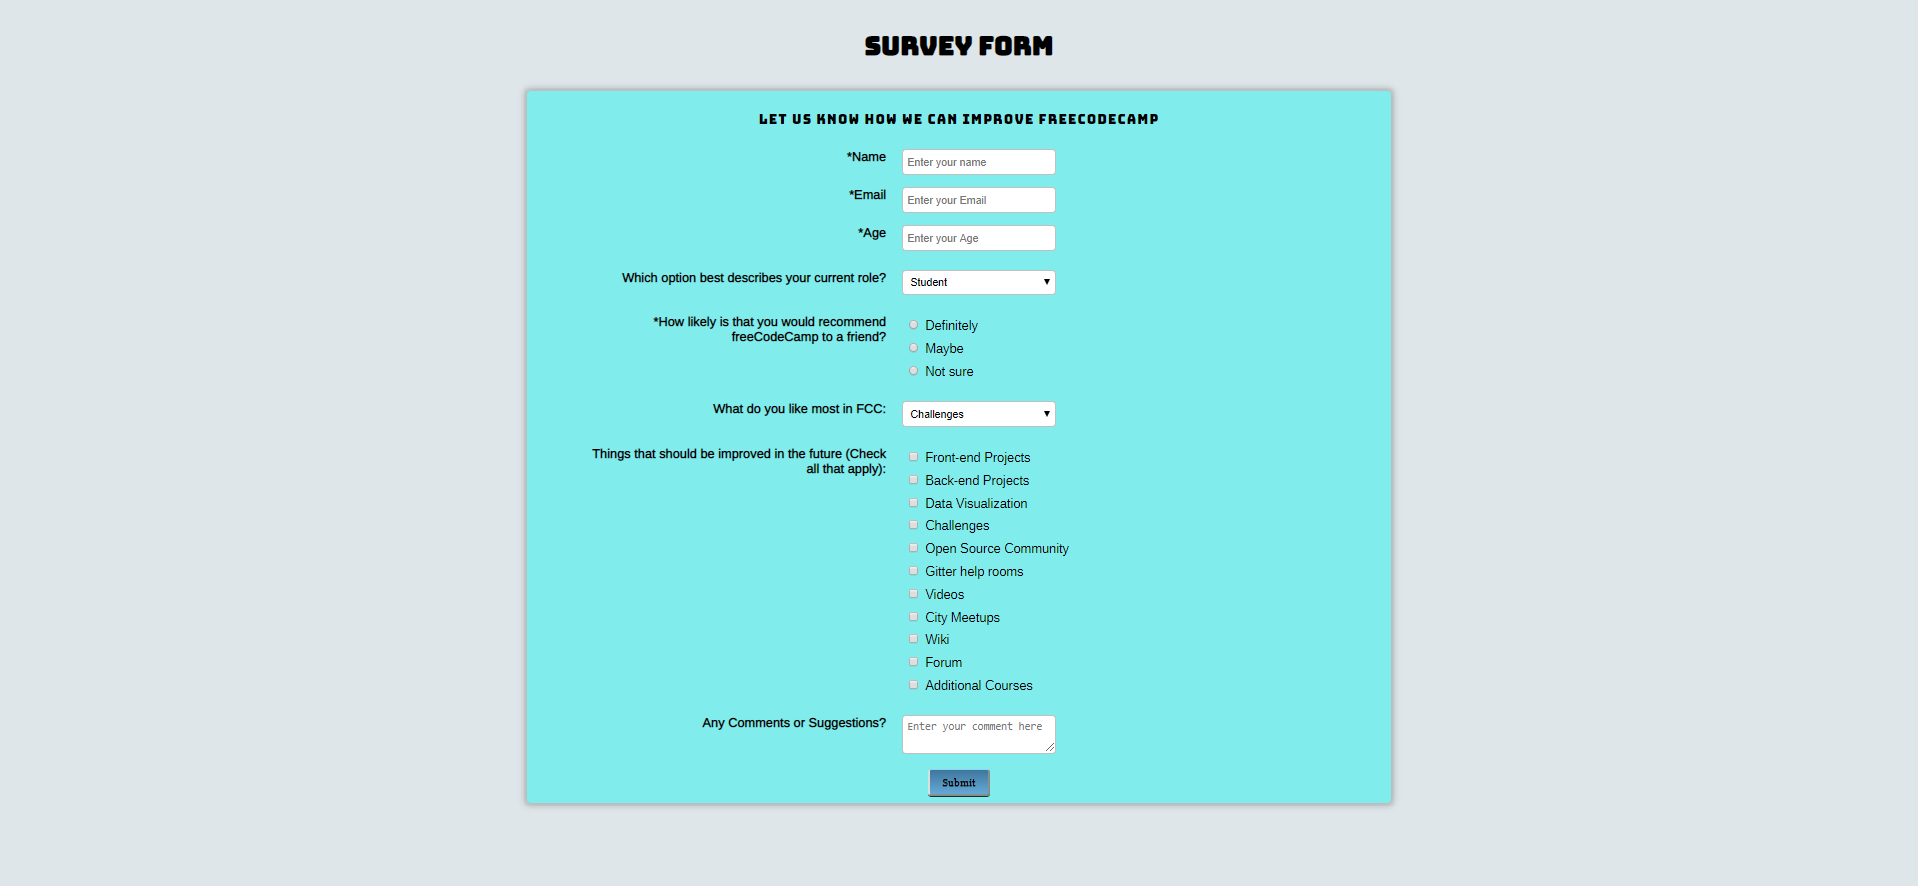 SURVEY FORM
LET US KNOW HOW WE CAN IMPROVE FREECODECAMP
*Name
Enter your name
*Email
Enter your Email
*Age
Enter your Age
Which option best describes your current role?
Student
*How likely is that you would recommend
freeCodeCamp to a friend?
Definitely
Maybe
Not sure
What do you like most in FCC:
Challenges
Things that should be improved in the future (Check
all that apply):
Front-end Projects
Back-end Projects
Data Visualization
Challenges
Open Source Community
Gitter help rooms
Videos
City Meetups
Wiki
Forum
Additional Courses
Any Comments or Suggestions?
Enter your comment here
Submit